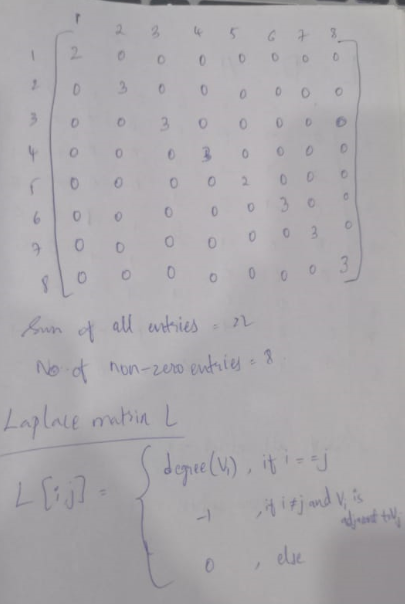 1 2 3 4 5 6 7 8
1 2 0 0 0 0 0 0 0
2 0 3 0 0 0 0 0 0
3 0 0 3 0 0 0 0 0
4 0 0 0 3 0 0 0 0
5 0 0 0 0 2 0 0 0
6 0 0 0 0 0 3 0 0
7 0 0 0 0 0 0 3 0
8 0 0 0 0 0 0 0 3
Sum of all entries = 22
No. of non-zero entries = 8
Laplace matrix L
L[i,j] = { degree(Vi), if i==j
-1, if i≠j and Vi is adjacent to Vj
0, else